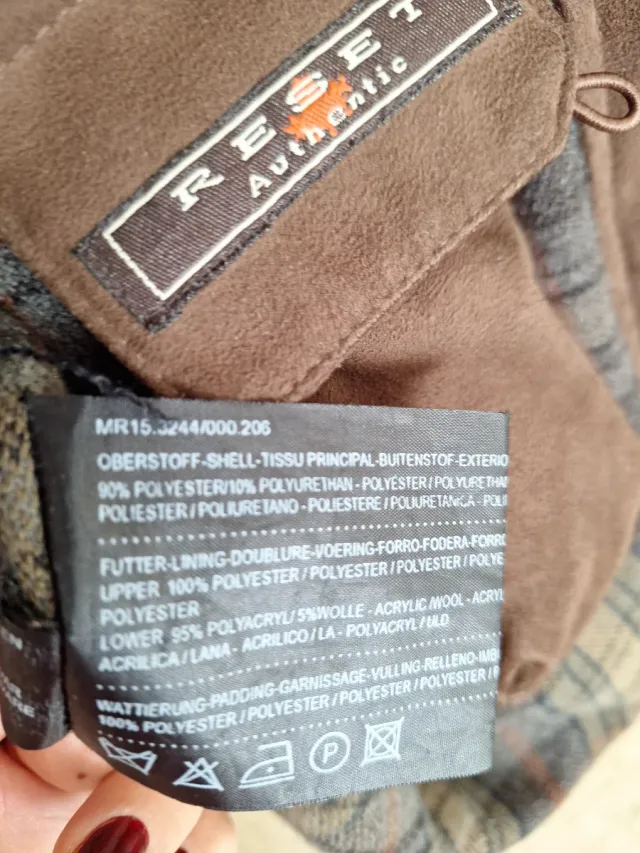 RESET
Authentic
MR15.3244/000.206
OBERSTOFF-SHELL-TISSU PRINCIPAL-BUITENSTOF-EXTERIO
90% POLYESTER/10% POLYURETHAN - POLYESTER / POLYURETHAN
POLIESTER / POLIURETANO - POLIESTERE / POLIURETANICA - POLI
FUTTER-LINING-DOUBLURE-VOERING-FORRO-FODERA-FORR
UPPER 100% POLYESTER / POLYESTER / POLYESTER / POLYE
POLYESTER
LOWER 95% POLYACRYL/ 5%WOLLE - ACRYLIC /WOOL - ACRYL
ACRILICA / LANA - ACRILICO / LA - POLYACRYL / ULD
WATTIERUNG-PADDING-GARNISSAGE-VULLING-RELLENO-IMB
100% POLYESTER / POLYESTER / POLYESTER / POLYESTER /
P